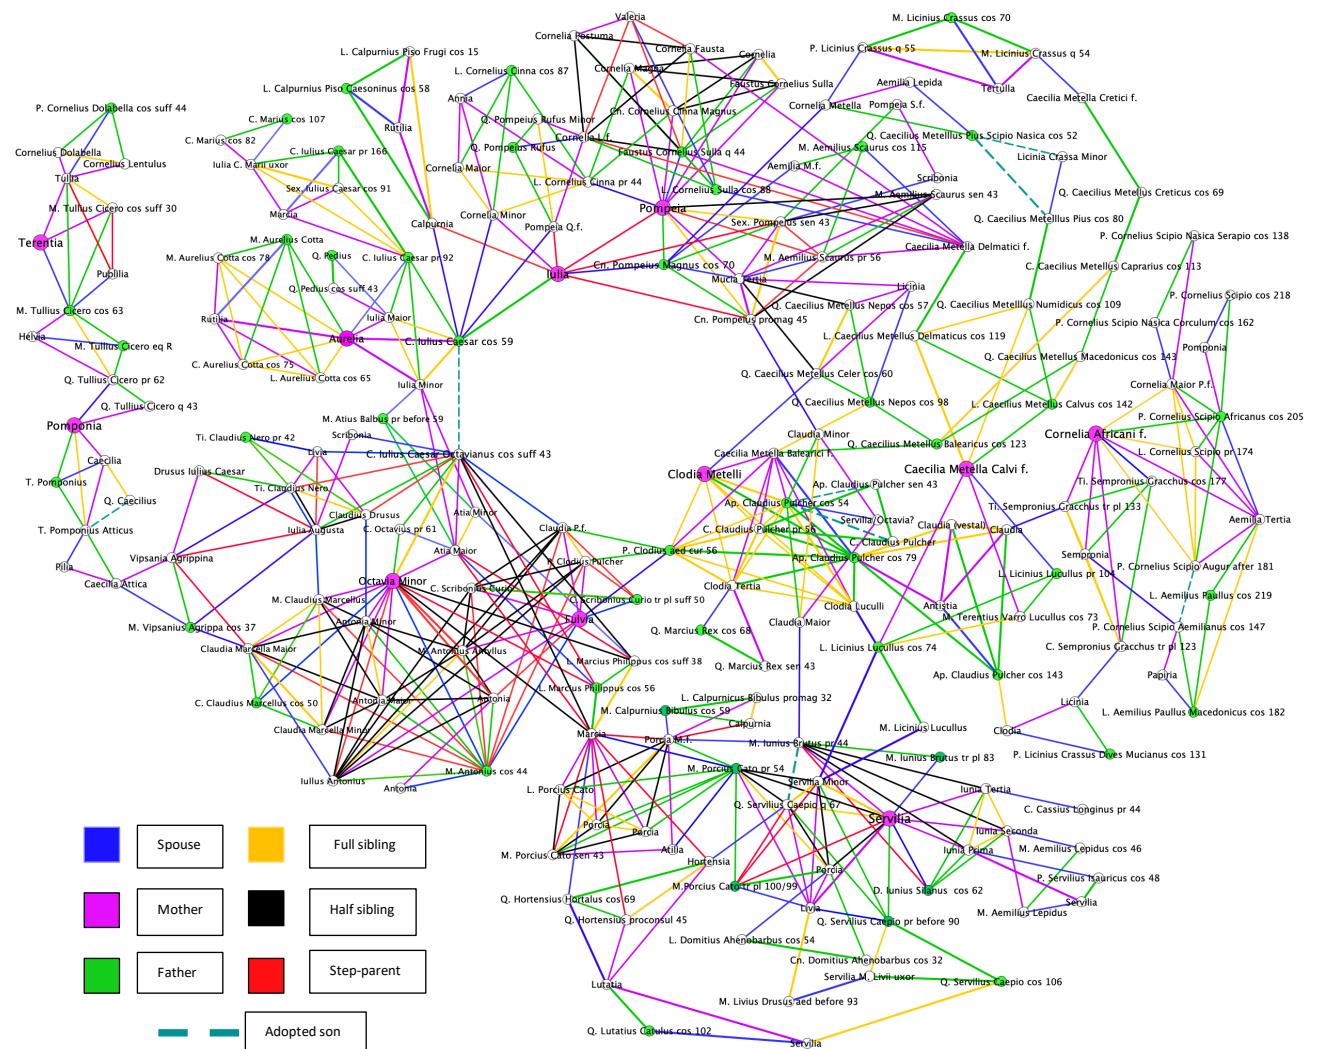 Valeria
M. Licinius Crassus cos 70
Cornelia Postuma
P. Licinius Crassus q 55
L. Calpurnius Piso Frugi cos 15
Cornelia Fausta
Cornelia
M. Licinius Crassus q 54
L. Cornelius Cinna cos 87
Cornelia Magna
Faustus Cornelius Sulla
Aemilia Lepida
Tertulla
L. Calpurnius Piso Caesoninus cos 58
Annia
Cornelia Metella
Pompeia S.f.
Caecilia Metella Cretici f.
P. Cornelius Dolabella cos suff 44
Cn. Cornelius Cinna Magnus
C. Marius cos 107
Q. Pompeius Rufus Minor
Rutilia
Cornelia L.f.
Q. Caecilius Metellus Pius Scipio Nasica cos 52
C. Marius cos 82
Q. Pompeius Rufus
Faustus Cornelius Sulla q 44
M. Aemilius Scaurus cos 115
Cornelia Dolabella
Cornelius Lentulus
C. Iulius Caesar pr 166
Licinia Crassa Minor
Iulia C. Marii uxor
Cornelia Maior
Aemilia M.f.
Scribonia
Tullia
Sex. Iulius Caesar cos 91
L. Cornelius Cinna pr 44
L. Cornelius Sulla cos 88
M. Aemilius Scaurus sen 43
Q. Caecilius Metellus Creticus cos 69
M. Tullius Cicero cos suff 30
Marcia
Calpurnia
Cornelia Minor
Pompeia Q.f.
Pompeia
Sex. Pompeius sen 43
Q. Caecilius Metellus Pius cos 80
Terentia
M. Aurelius Cotta
P. Cornelius Scipio Nasica Serapio cos 138
Caecilia Metella Delmatici f.
M. Aurelius Cotta cos 78
Q. Pedius
C. Iulius Caesar pr 92
M. Aemilius Scaurus pr 56
Publilia
Iulia
Cn. Pompeius Magnus cos 70
C. Caecilius Metellus Caprarius cos 113
Mucia Tertia
Q. Pedius cos suff 43
Licinia
P. Cornelius Scipio cos 218
M. Tullius Cicero cos 63
Rutilia
Iulia Maior
Cn. Pompeius promag 45
Q. Caecilius Metellus Nepos cos 57
Q. Caecilius Metellus Numidicus cos 109
P. Cornelius Scipio Nasica Corculum cos 162
Helvia
M. Tullius Cicero eq R
Aurelia
C. Iulius Caesar cos 59
L. Caecilius Metellus Delmaticus cos 119
Pomponia
C. Aurelius Cotta cos 75
Q. Caecilius Metellus Macedonicus cos 143
Q. Tullius Cicero pr 62
L. Aurelius Cotta cos 65
Iulia Minor
Q. Caecilius Metellus Celer cos 60
Cornelia Maior P.f.
Q. Tullius Cicero q 43
Q. Caecilius Metellus Nepos cos 98
L. Caecilius Metellus Calvus cos 142
M. Atius Balbus pr before 59
P. Cornelius Scipio Africanus cos 205
Pomponia
Ti. Claudius Nero pr 42
Scribonia
Claudia Minor
Q. Caecilius Metellus Balearicus cos 123
Cornelia Africani f.
Caecilia
Livia
C. Iulius Caesar Octavianus cos suff 43
Caecilia Metella Balearici f.
L. Cornelius Scipio pr 174
Drusus Iulius Caesar
Clodia Metelli
Caecilia Metella Calvi f.
T. Pomponius
Ti. Claudius Nero
Ap. Claudius Pulcher sen 43
Ti. Sempronius Gracchus cos 177
Q. Caecilius
Ap. Claudius Pulcher cos 54
Ti. Sempronius Gracchus tr pl 133
T. Pomponius Atticus
Claudius Drusus
Atia Minor
Servilia/Octavia?
Aemilia Tertia
Iulia Augusta
C. Octavius pr 61
Claudia P.f.
C. Claudius Pulcher pr 56
Claudia (vestal)
Claudia
C. Claudius Pulcher
Vipsania Agrippina
Atia Maior
P. Clodius aed cur 56
Ap. Claudius Pulcher cos 79
Sempronia
Pilia
P. Clodius Pulcher
P. Cornelius Scipio Augur after 181
Caecilia Attica
Octavia Minor
C. Scribonius Curio
Clodia Tertia
L. Licinius Lucullus pr 104
M. Claudius Marcellus
C. Scribonius Curio tr pl suff 50
Clodia Luculli
Antistia
L. Aemilius Paullus cos 219
Antonia Minor
Fulvia
Claudia Maior
M. Terentius Varro Lucullus cos 73
M. Vipsanius Agrippa cos 37
Q. Marcius Rex cos 68
P. Cornelius Scipio Aemilianus cos 147
Claudia Marcella Maior
M. Antonius Antyllus
L. Licinius Lucullus cos 74
C. Sempronius Gracchus tr pl 123
L. Marcius Philippus cos suff 38
Q. Marcius Rex sen 43
Ap. Claudius Pulcher cos 143
Papiria
L. Marcius Philippus cos 56
C. Claudius Marcellus cos 50
Antonia Maior
Antonia
L. Calpurnicus Bibulus promag 32
Licinia
M. Calpurnius Bibulus cos 59
L. Aemilius Paullus Macedonicus cos 182
Claudia Marcella Minor
Calpurnia
M. Licinius Lucullus
Clodia
Marcia
Porcia M.f.
M. Iunius Brutus pr 44
P. Licinius Crassus Dives Mucianus cos 131
M. Iunius Brutus tr pl 83
Iullus Antonius
M. Antonius cos 44
M. Porcius Cato pr 54
Antonia
Servilia Minor
L. Porcius Cato
Iunia Tertia
Q. Servilius Caepio q 67
C. Cassius Longinus pr 44
Servilia
Porcia
Porcia
Iunia Seconda
Spouse
Full sibling
Atilia
Iunia Prima
M. Aemilius Lepidus cos 46
M. Porcius Cato sen 43
Hortensia
Porcia
P. Servilius Isauricus cos 48
M.Porcius Cato tr pl 100/99
D. Iunius Silanus cos 62
Q. Hortensius Hortalus cos 69
Livia
M. Aemilius Lepidus
Servilia
Mother
Half sibling
Q. Hortensius proconsul 45
Q. Servilius Caepio pr before 90
L. Domitius Ahenobarbus cos 54
Cn. Domitius Ahenobarbus cos 32
Father
Step-parent
Servilia M. Livii uxor
Lutatia
Q. Servilius Caepio cos 106
M. Livius Drusus aed before 93
Adopted son
Q. Lutatius Catulus cos 102
Servilia